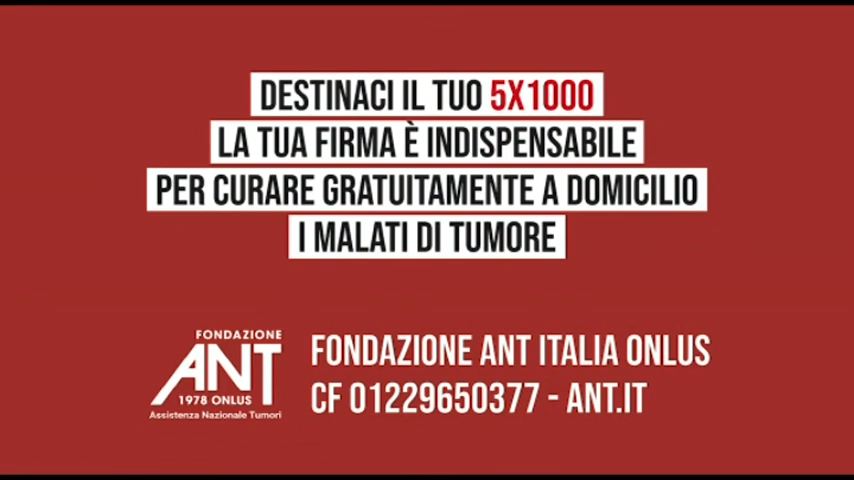 DESTINACI IL TUO 5X1000
LA TUA FIRMA È INDISPENSABILE
PER CURARE GRATUITAMENTE A DOMICILIO
I MALATI DI TUMORE
FONDAZIONE
ANT
1978 ONLUS
Assistenza Nazionale Tumori
FONDAZIONE ANT ITALIA ONLUS
CF 01229650377 - ANT.IT